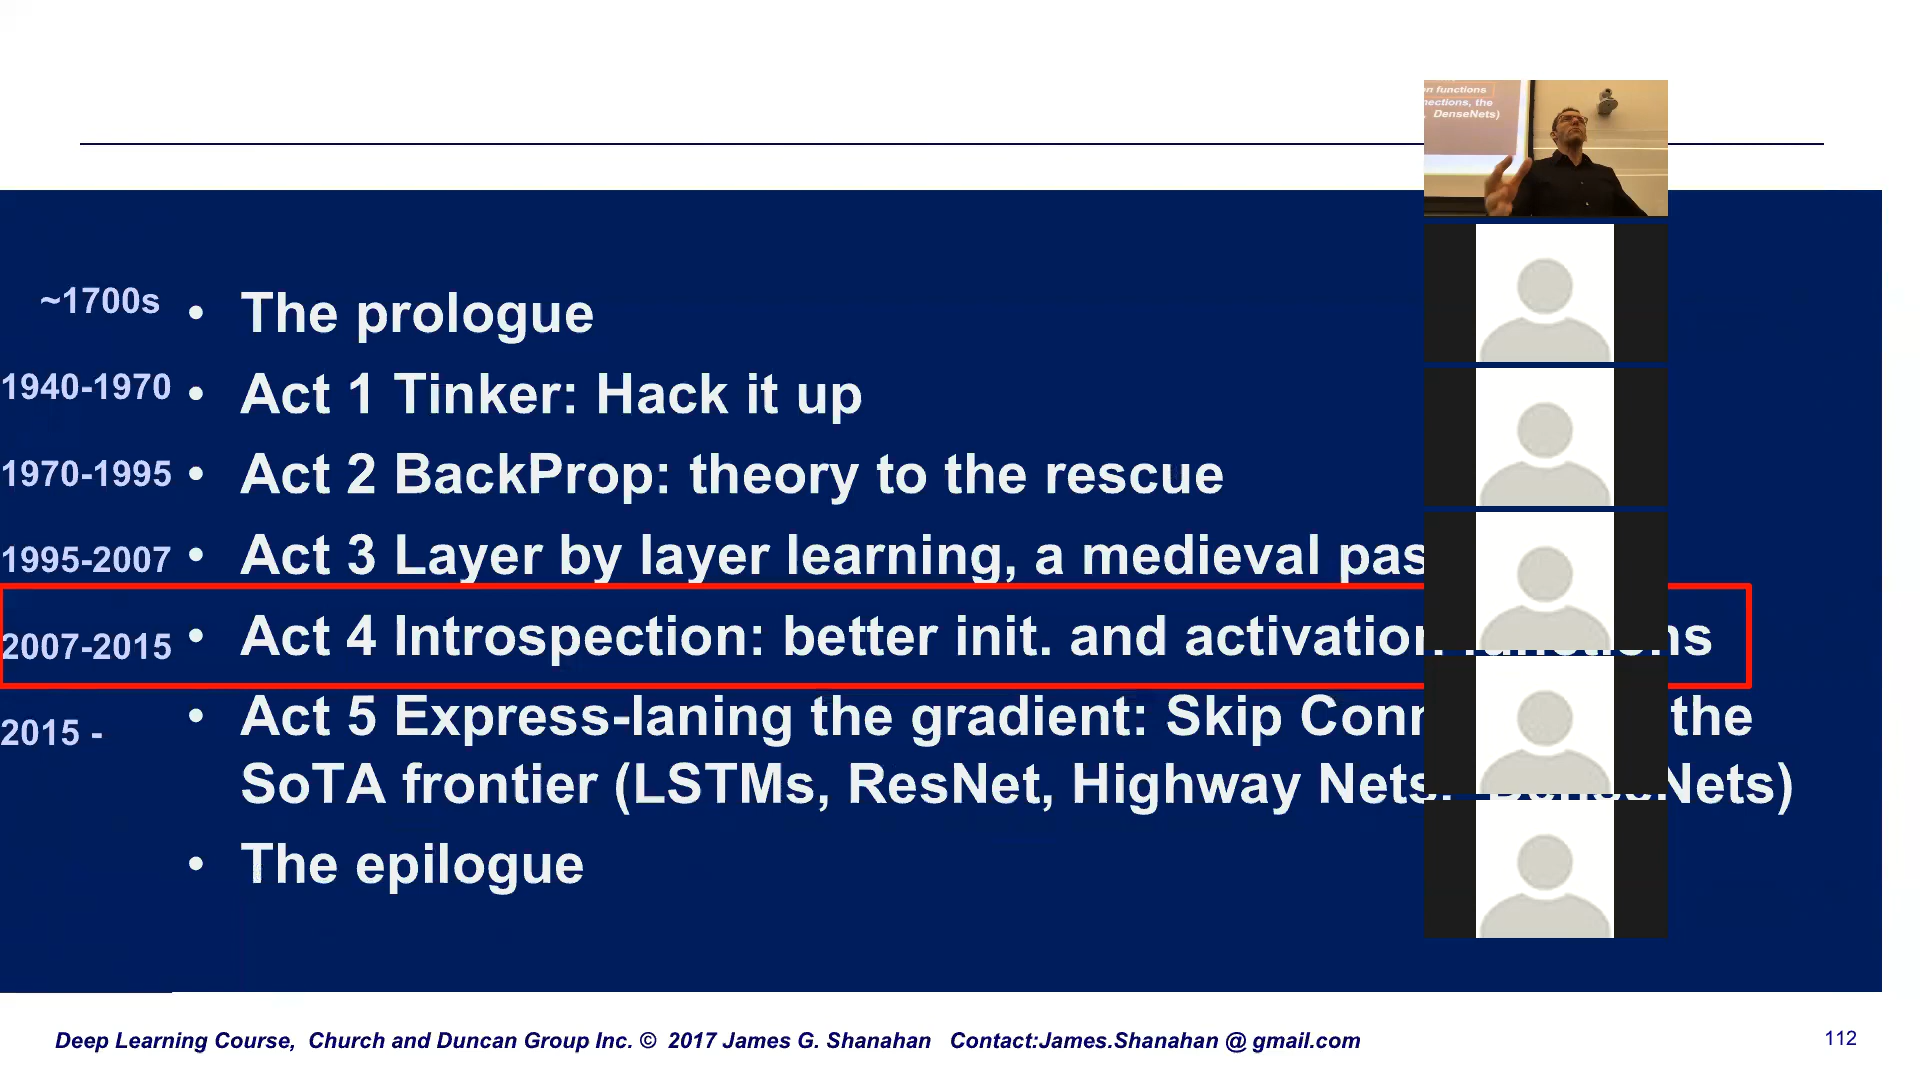 n functions
nections, the
, DenseNets)
~1700s • The prologue
1940-1970 • Act 1 Tinker: Hack it up
1970-1995 • Act 2 BackProp: theory to the rescue
1995-2007 • Act 3 Layer by layer learning, a medieval pas
2007-2015 • Act 4 Introspection: better init. and activation functions
2015 - • Act 5 Express-laning the gradient: Skip Conn the
SoTA frontier (LSTMs, ResNet, Highway Nets, DenseNets)
• The epilogue
Deep Learning Course, Church and Duncan Group Inc. © 2017 James G. Shanahan Contact:James.Shanahan @ gmail.com
112